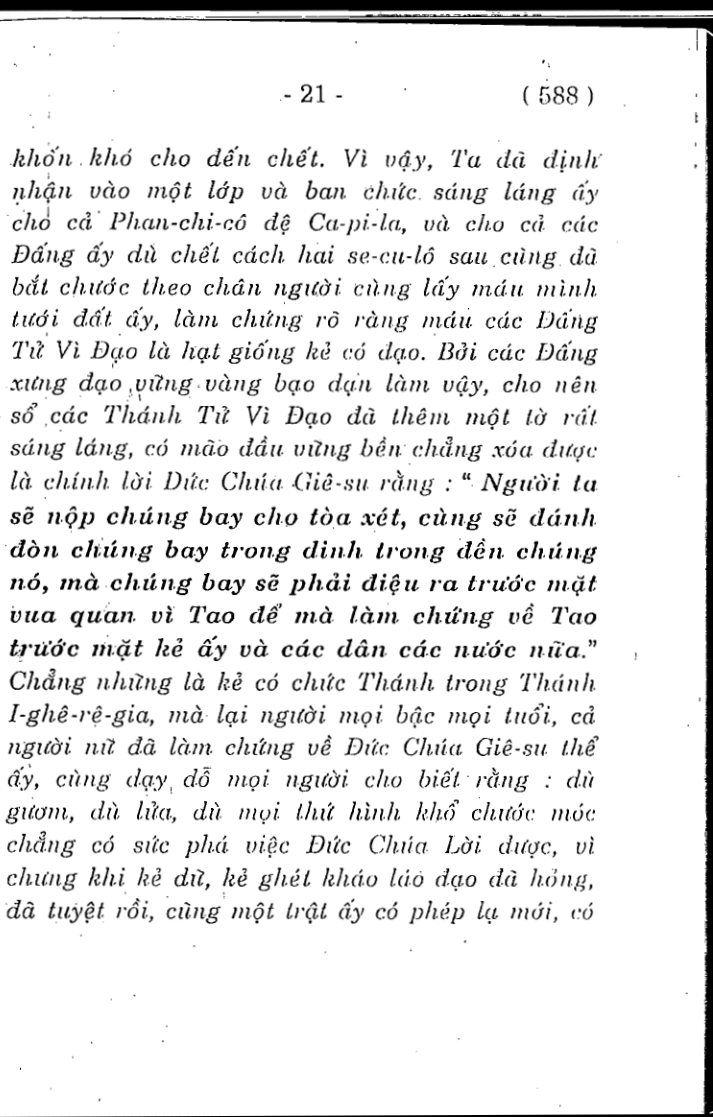 - 21 - ( 588 )
khốn khó cho đến chết. Vì vậy, Ta đã định
nhận vào một lớp và ban chức sáng láng ấy
cho cả Phan-chi-cô đệ Ca-pi-la, và cho cả các
Đấng ấy dù chết cách hai se-cu-lô sau cũng đã
bắt chước theo chân người cùng lấy máu mình
tưới đất ấy, làm chứng rõ ràng máu các Đấng
Tử Vì Đạo là hạt giống kẻ có đạo. Bởi các Đấng
xưng đạo vững vàng bạo dạn làm vậy, cho nên
sổ các Thánh Tử Vì Đạo đã thêm một tờ rất
sáng láng, có mão đầu vững bền chẳng xóa được
là chính lời Đức Chúa Giê-su rằng : “ Người ta
sẽ nộp chúng bay cho tòa xét, cùng sẽ đánh
đòn chúng bay trong dinh trong đền chúng
nó, mà chúng bay sẽ phải điệu ra trước mặt
vua quan vì Tao để mà làm chứng về Tao
trước mặt kẻ ấy và các dân các nước nữa.”
Chẳng những là kẻ có chức Thánh trong Thánh
I-ghê-rê-gia, mà lại người mọi bậc mọi tuổi, cả
người nữ đã làm chứng về Đức Chúa Giê-su thể
ấy, cùng dạy dỗ mọi người cho biết rằng : dù
gươm, dù lửa, dù mọi thứ hình khổ chước móc
chẳng có sức phá việc Đức Chúa Lời được, vì
chưng khi kẻ dữ, kẻ ghét kháo láo đạo đã hỏng,
đã tuyệt rồi, cũng một trật ấy có phép lạ mới, có